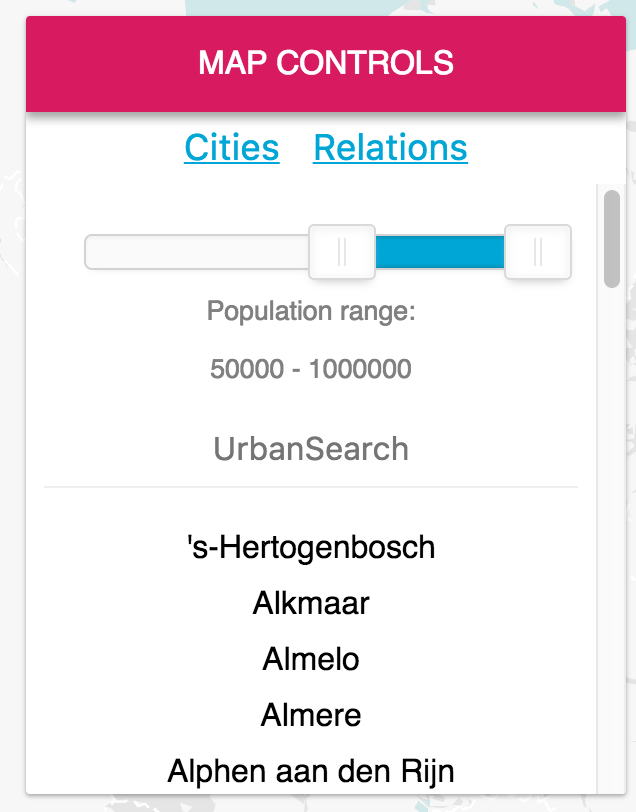 MAP CONTROLS
Cities Relations
Population range:
50000 - 1000000
UrbanSearch
's-Hertogenbosch
Alkmaar
Almelo
Almere
Alphen aan den Rijn